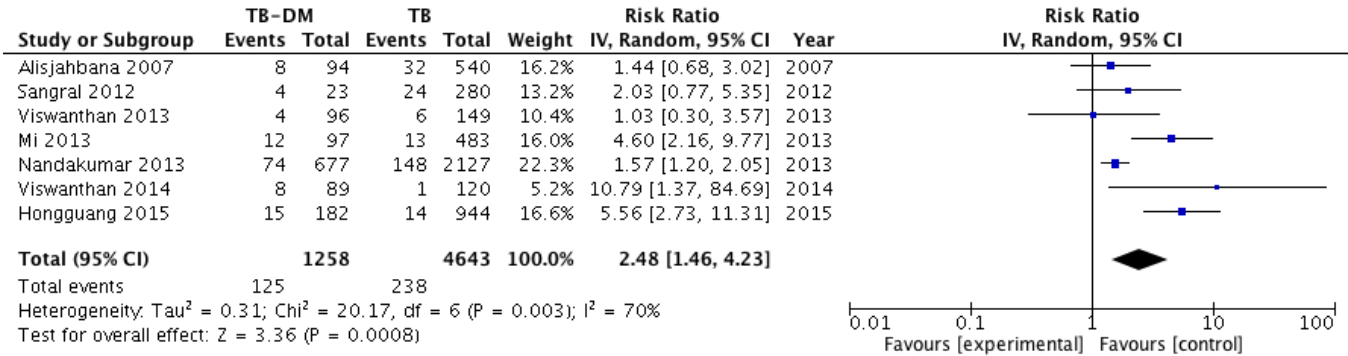 TB-DM TB Risk Ratio Risk Ratio
Study or Subgroup Events Total Events Total Weight IV, Random, 95% CI Year IV, Random, 95% CI
Alisjahbana 2007 8 94 32 540 16.2% 1.44 [0.68, 3.02] 2007
Sangral 2012 4 23 24 280 13.2% 2.03 [0.77, 5.35] 2012
Viswanthan 2013 4 96 6 149 10.4% 1.03 [0.30, 3.57] 2013
Mi 2013 12 97 13 483 16.0% 4.60 [2.16, 9.77] 2013
Nandakumar 2013 74 677 148 2127 22.3% 1.57 [1.20, 2.05] 2013
Viswanthan 2014 8 89 1 120 5.2% 10.79 [1.37, 84.69] 2014
Hongguang 2015 15 182 14 944 16.6% 5.56 [2.73, 11.31] 2015
Total (95% CI) 1258 4643 100.0% 2.48 [1.46, 4.23]
Total events 125 238
Heterogeneity: Tau² = 0.31; Chi² = 20.17, df = 6 (P = 0.003); I² = 70%
Test for overall effect: Z = 3.36 (P = 0.0008)
0.01 0.1 1 10 100
Favours [experimental] Favours [control]